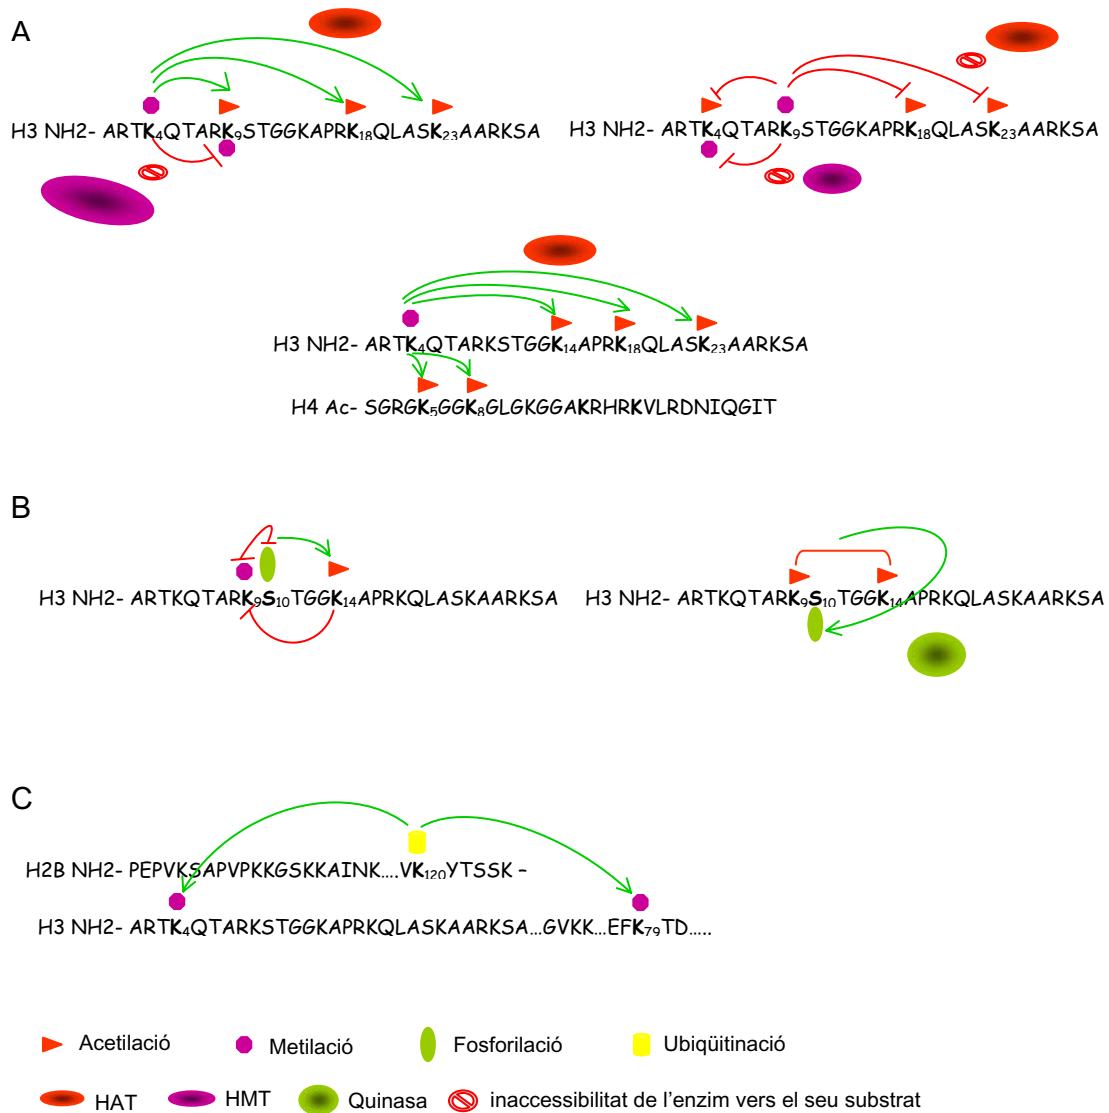 A
H3 NH2- ARTK4QTARK9STGGKAPRK18QLASK23AARKSA
H3 NH2- ARTK4QTARK9STGGKAPRK18QLASK23AARKSA
H3 NH2- ARTK4QTARKSTGGK14APRK18QLASK23AARKSA
H4 Ac- SGRGK5GGK8GLGKGGAKRHRKVLRDNIQGIT
B
H3 NH2- ARTKQTARK9S10TGGK14APRKQLASKAARKSA
H3 NH2- ARTKQTARK9S10TGGK14APRKQLASKAARKSA
C
H2B NH2- PEPVKSAPVPKKGSKKAINK....VK120YTSSK –
H3 NH2- ARTK4QTARKSTGGKAPRKQLASKAARKSA...GVKK...EFK79TD.....
Acetilació Metilació Fosforilació Ubiqüitinació
HAT HMT Quinasa inaccessibilitat de l'enzim vers el seu substrat